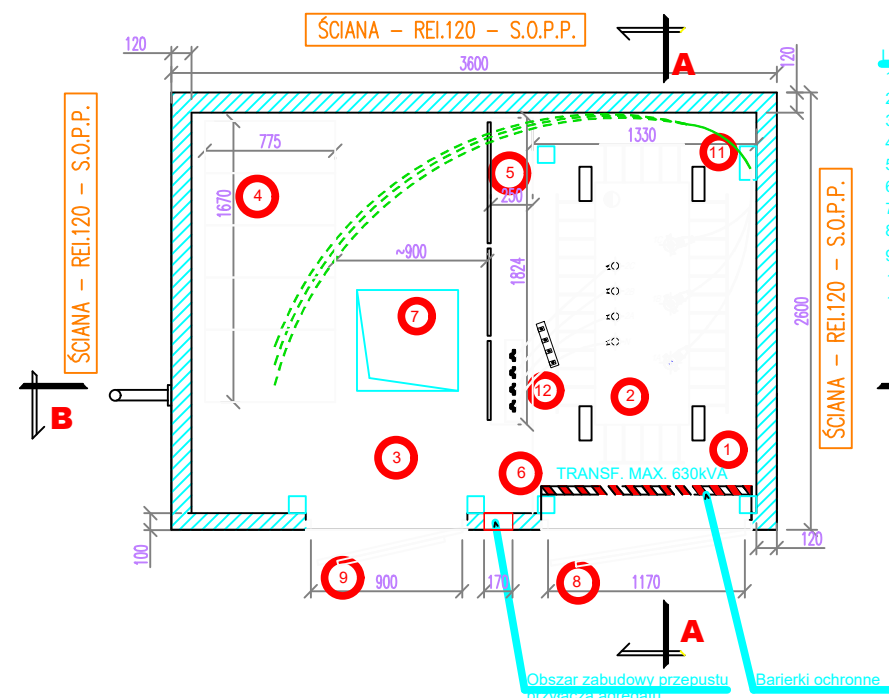 ŚCIANA – REI.120 – S.O.P.P.
120
3600
A
120
ŚCIANA – REI.120 – S.O.P.P.
775
1330
11
5
4
1670
250
~900
1824
2600
ŚCIANA – REI.120 – S.O.P.P.
7
12
2
B
3
1
6
TRANSF. MAX. 630kVA
100
120
9
900
170
8
1170
A
Obszar zabudowy przepustu
przyłącza agregatu
Barierki ochronne